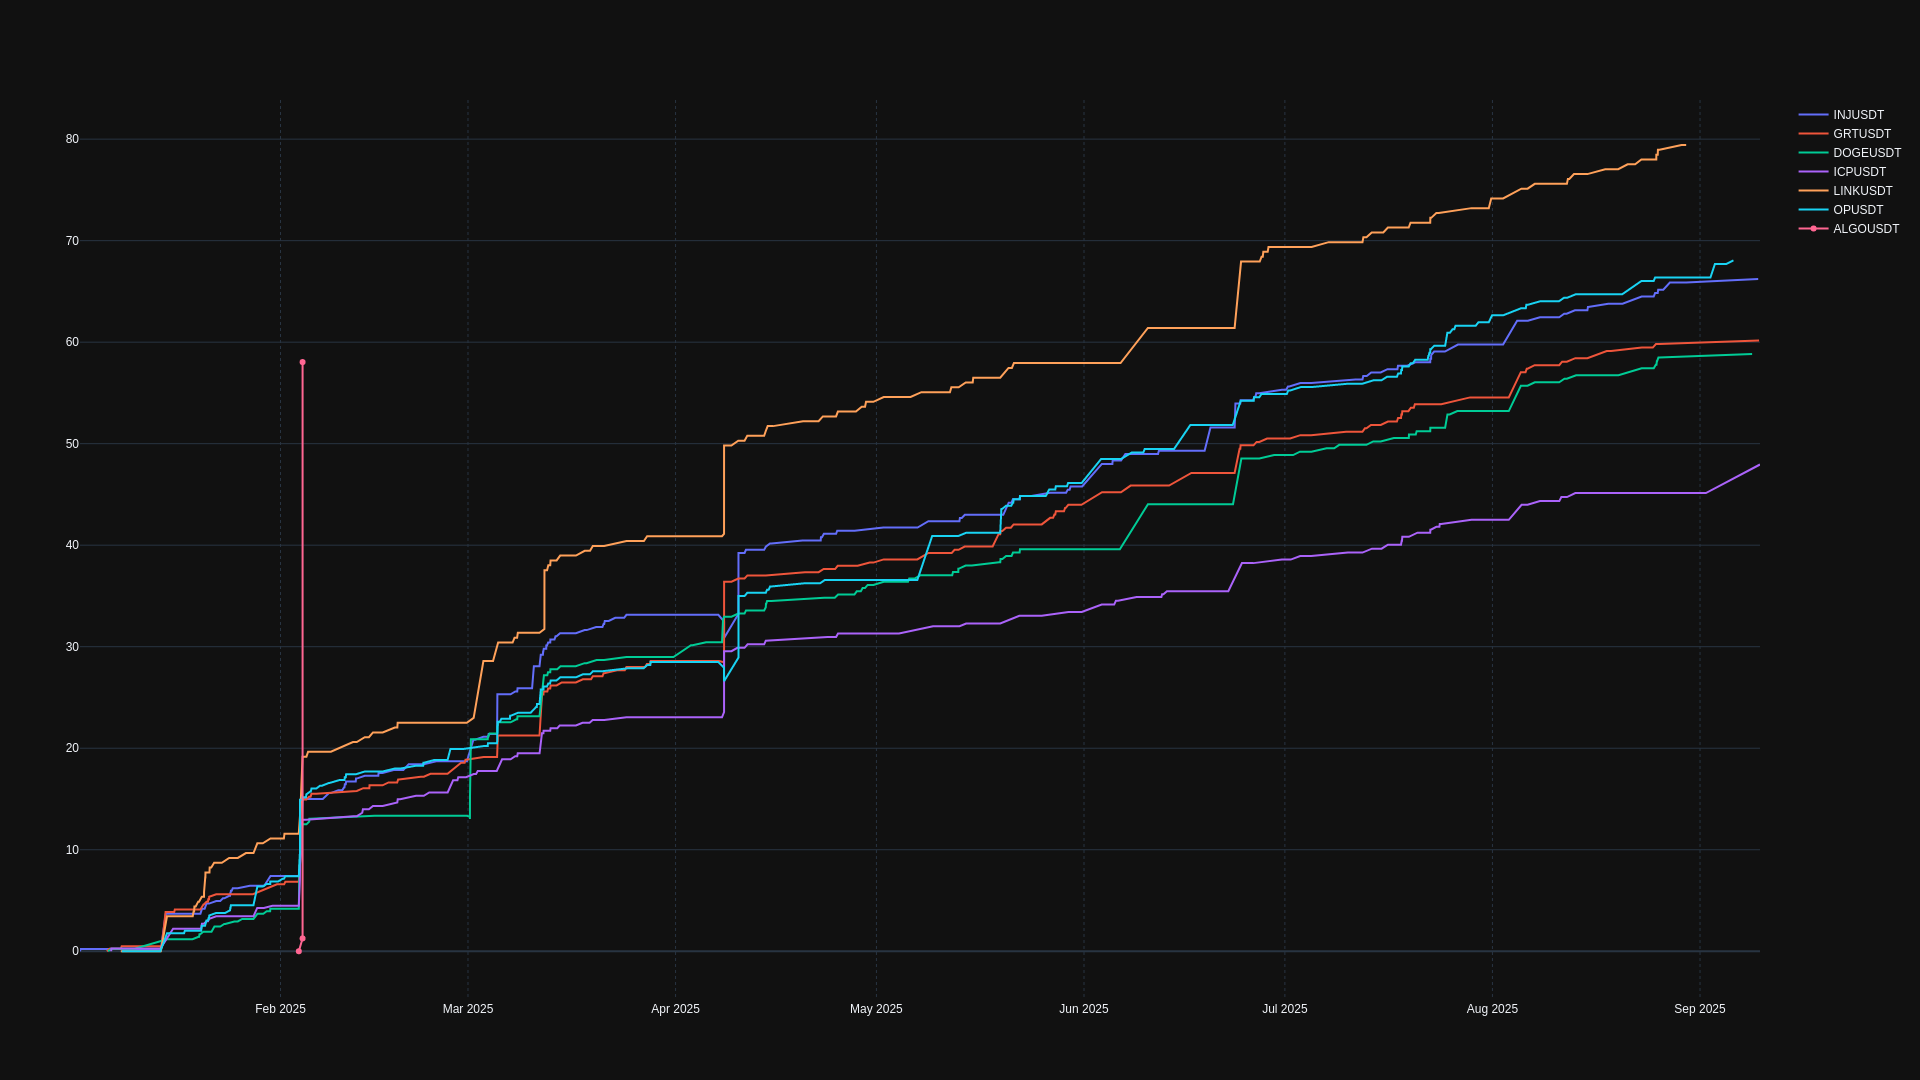 80
70
60
50
40
30
20
10
0
Feb 2025
Mar 2025
Apr 2025
May 2025
Jun 2025
Jul 2025
Aug 2025
Sep 2025
INJUSDT
GRTUSDT
DOGEUSDT
ICPUSDT
LINKUSDT
OPUSDT
ALGOUSDT